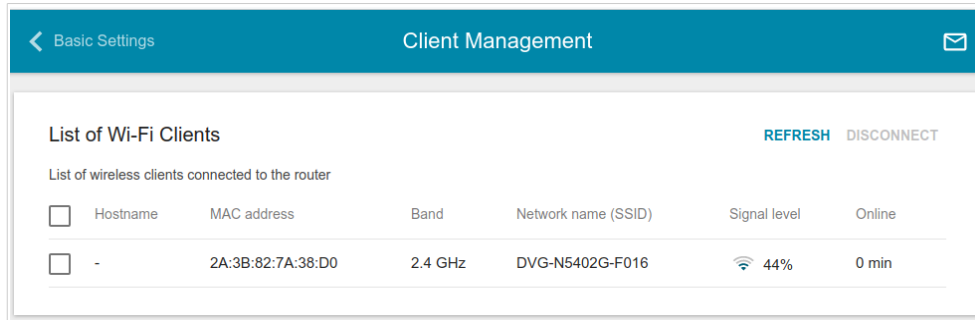 Basic Settings Client Management
List of Wi-Fi Clients REFRESH DISCONNECT
List of wireless clients connected to the router
Hostname MAC address Band Network name (SSID) Signal level Online
- 2A:3B:82:7A:38:D0 2.4 GHz DVG-N5402G-F016 44% 0 min